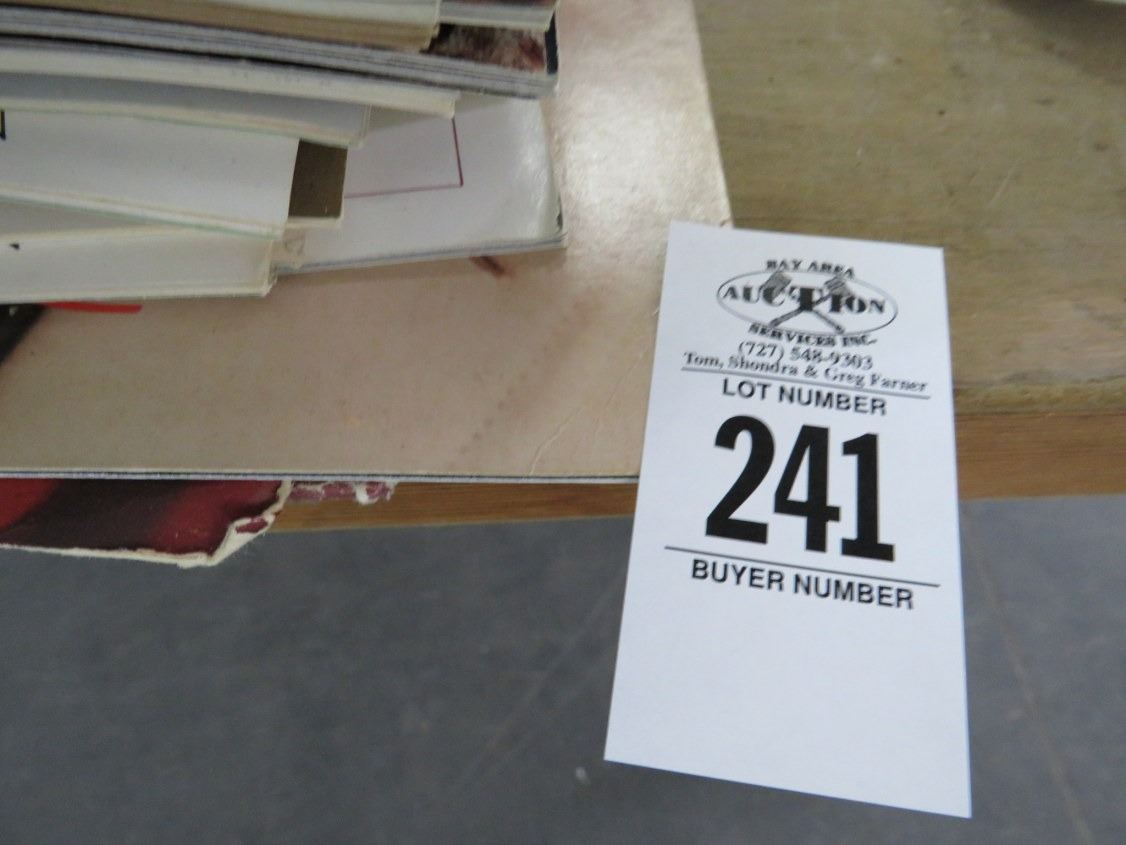 BAY AREA
AUCTION
SERVICES INC.
(727) 548-9303
Tom, Shondra & Greg Farner
LOT NUMBER
241
BUYER NUMBER